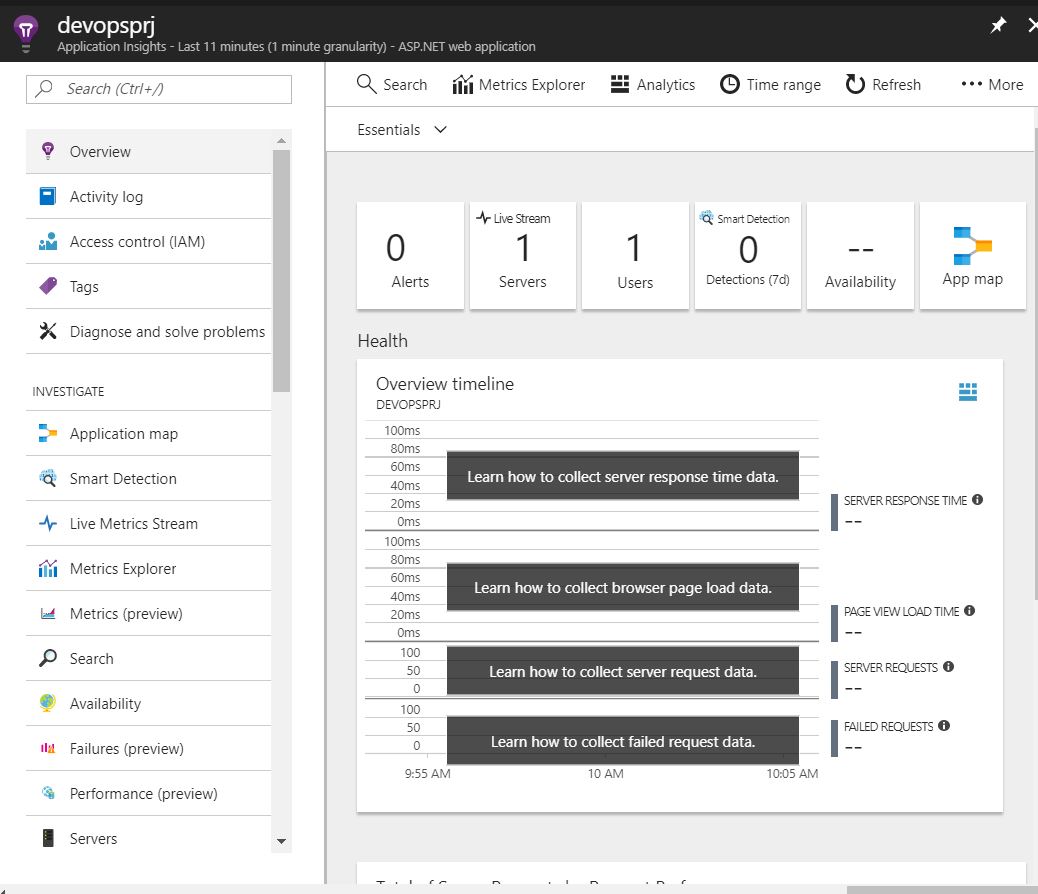 devopsprj
Application Insights - Last 11 minutes (1 minute granularity) - ASP.NET web application
Search (Ctrl+/)
Overview
Activity log
Access control (IAM)
Tags
Diagnose and solve problems
INVESTIGATE
Application map
Smart Detection
Live Metrics Stream
Metrics Explorer
Metrics (preview)
Search
Availability
Failures (preview)
Performance (preview)
Servers
Search
Metrics Explorer
Analytics
Time range
Refresh
More
Essentials
0
Alerts
Live Stream
1
Servers
1
Users
Smart Detection
0
Detections (7d)
--
Availability
App map
Health
Overview timeline
DEVOPSPRJ
100ms
80ms
60ms
40ms
20ms
0ms
Learn how to collect server response time data.
SERVER RESPONSE TIME
--
100ms
80ms
60ms
40ms
20ms
0ms
Learn how to collect browser page load data.
PAGE VIEW LOAD TIME
--
100
50
0
Learn how to collect server request data.
SERVER REQUESTS
--
100
50
0
Learn how to collect failed request data.
FAILED REQUESTS
--
9:55 AM
10 AM
10:05 AM